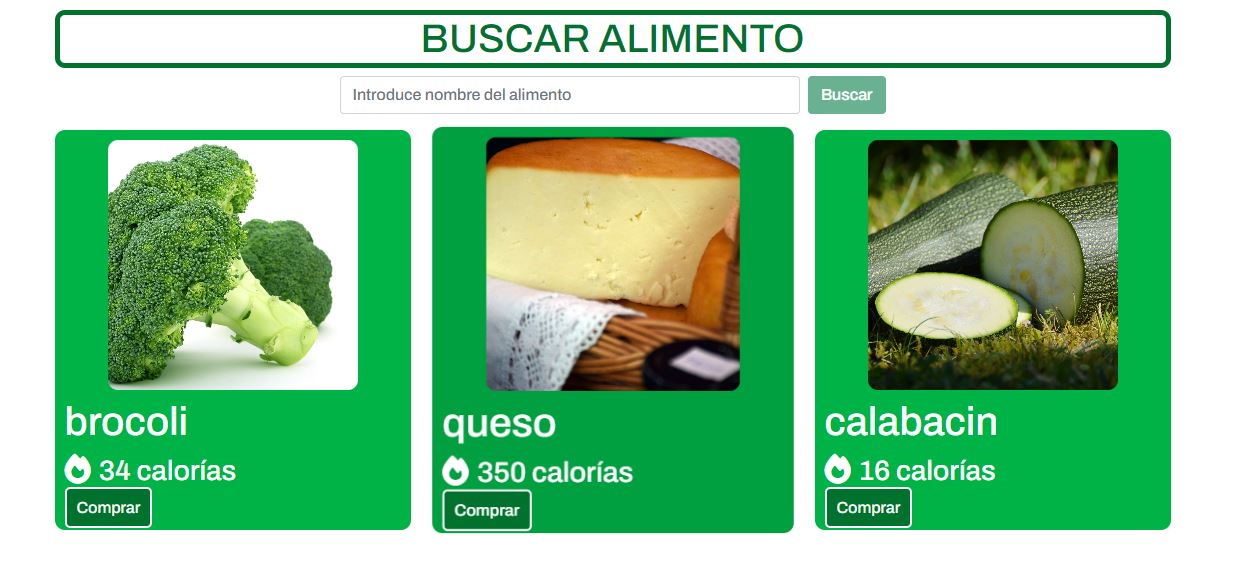 BUSCAR ALIMENTO
Introduce nombre del alimento
Buscar
brocoli
34 calorías
Comprar
queso
350 calorías
Comprar
calabacin
16 calorías
Comprar